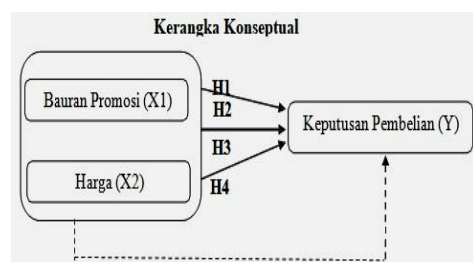 Kerangka Konseptual
Bauran Promosi (X1)
H1
H2
Keputusan Pembelian (Y)
H3
Harga (X2)
H4